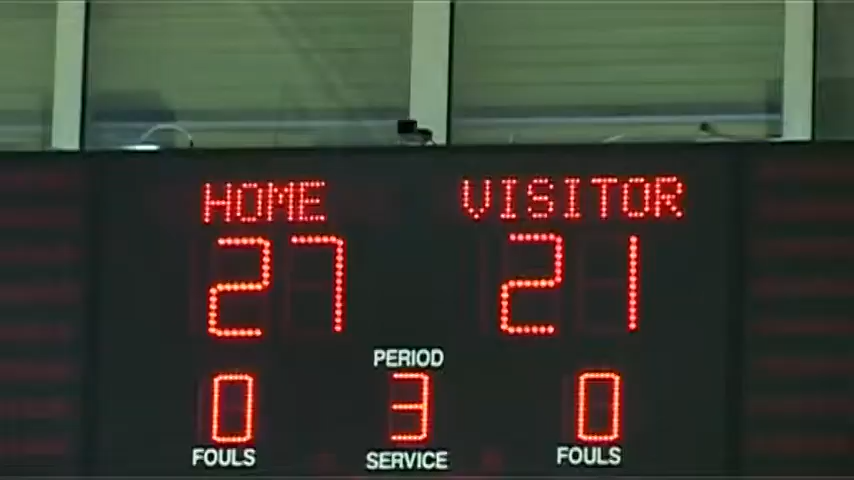 HOME VISITOR
27 21
PERIOD
0 3 0
FOULS SERVICE FOULS